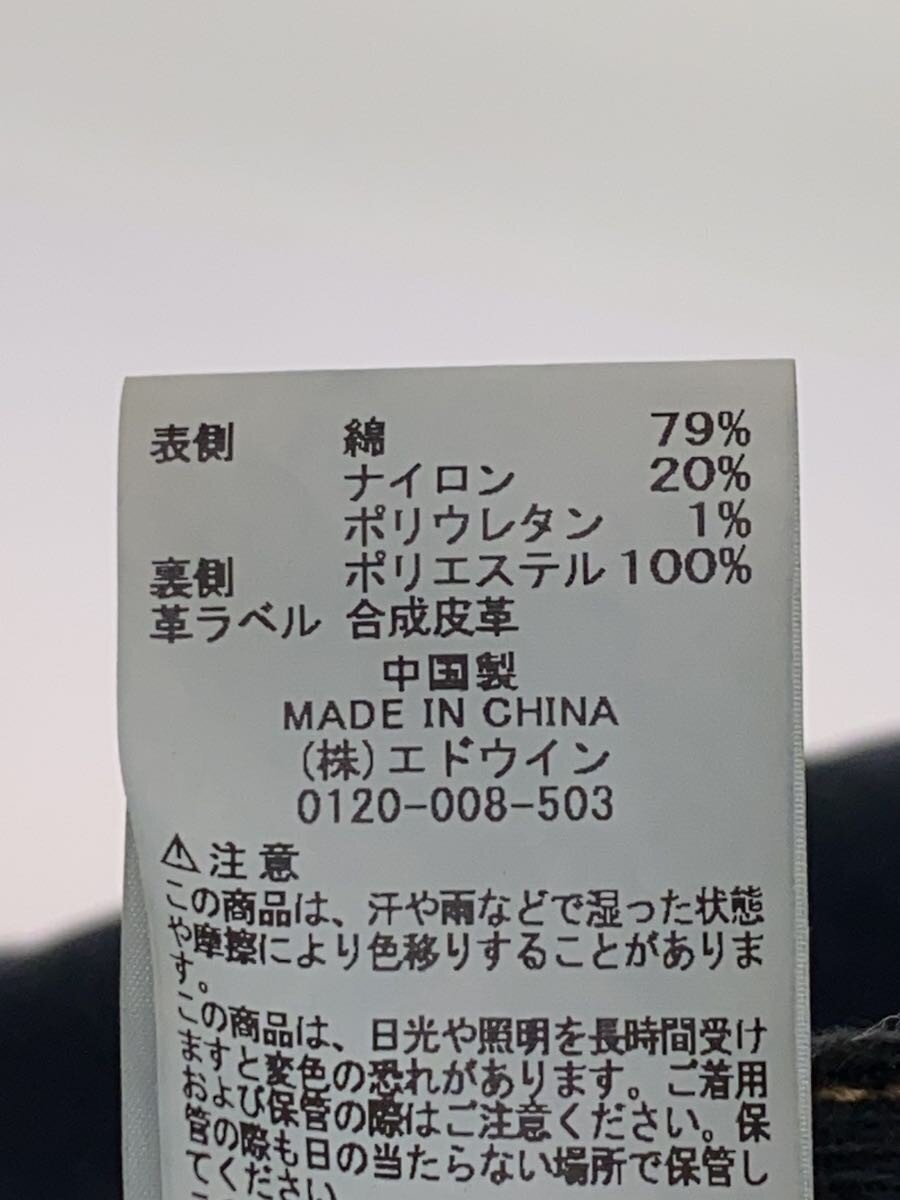 表側 綿 79%
ナイロン 20%
ポリウレタン 1%
裏側 ポリエステル 100%
革ラベル 合成皮革
中国製
MADE IN CHINA
(株)エドウイン
0120-008-503
⚠注意
この商品は、汗や雨などで湿った状態
や摩擦により色移りすることがありま
す。
この商品は、日光や照明を長時間受け
ますと変色の恐れがあります。ご着用
および保管の際はご注意ください。保
管の際も日の当たらない場所で保管し
てください